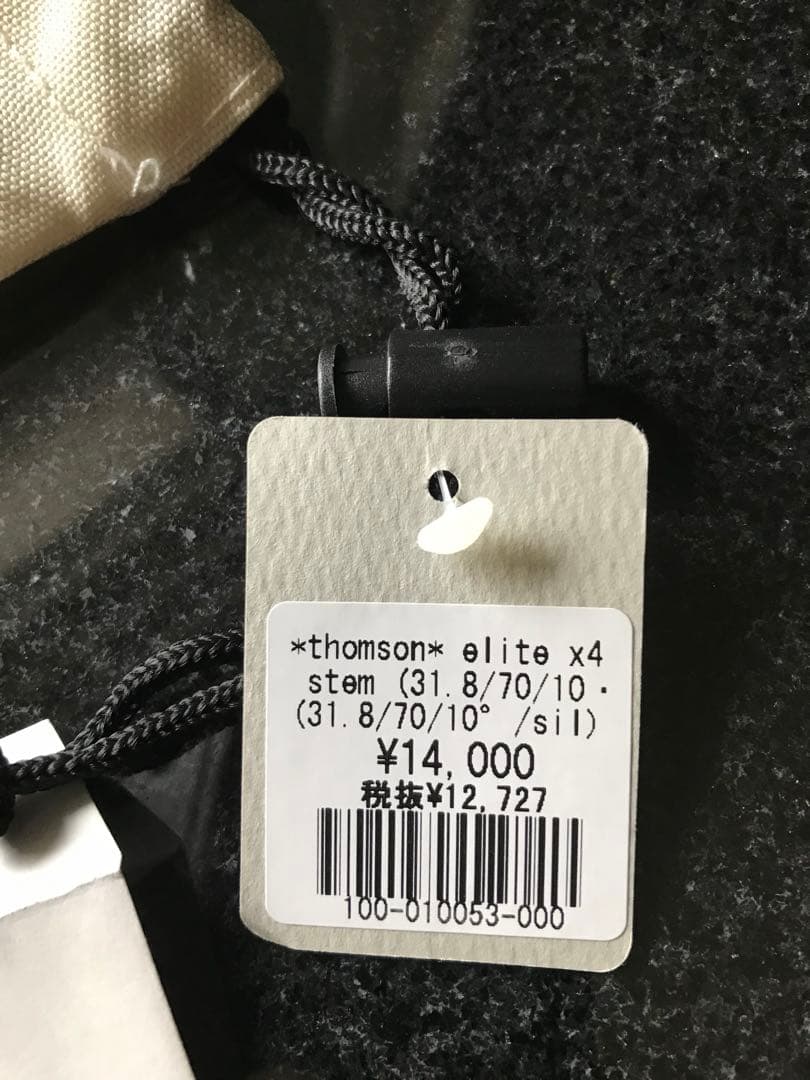 *thomson* elite x4
stem (31.8/70/10・
(31.8/70/10° /sil)
¥14,000
税抜¥12,727
100-010053-000